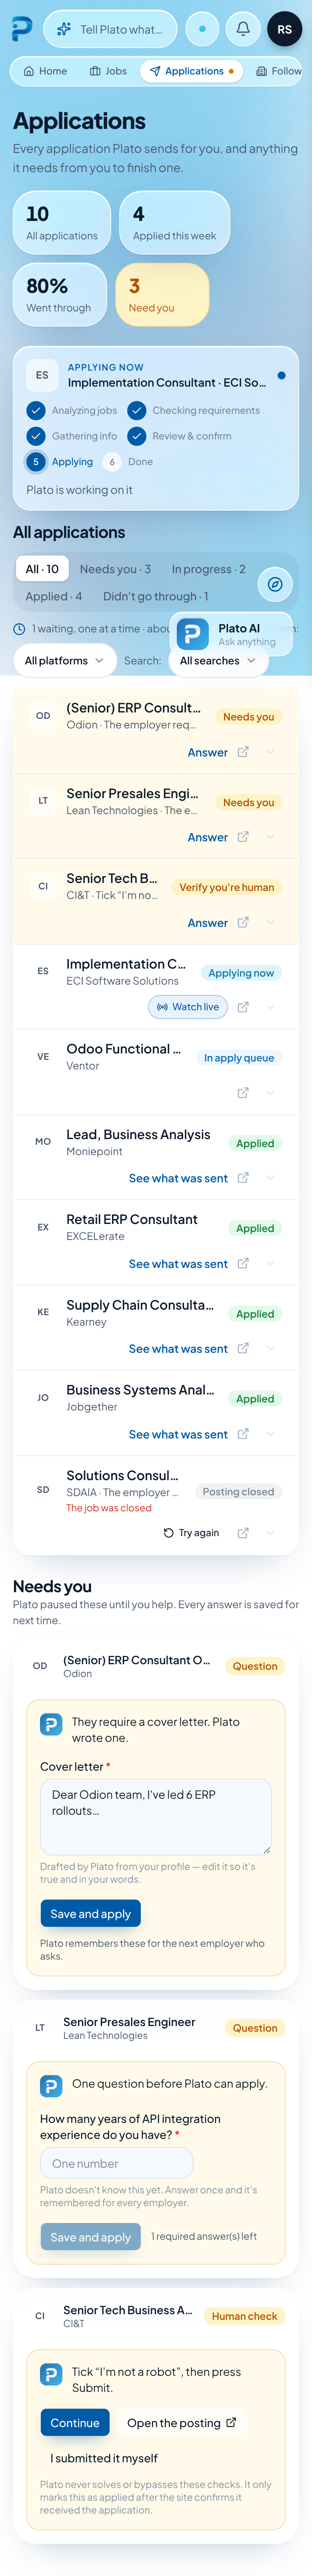 Tell Plato what...
RS
Home
Jobs
Applications
Follow
Applications
Every application Plato sends for you, and anything
it needs from you to finish one.
10
All applications
4
Applied this week
80%
Went through
3
Need you
ES
APPLYING NOW
Implementation Consultant · ECI So...
Analyzing jobs
Checking requirements
Gathering info
Review & confirm
5
Applying
6
Done
Plato is working on it
All applications
All · 10
Needs you · 3
In progress · 2
Applied · 4
Didn't go through · 1
1 waiting, one at a time · abou
Plato AI
Ask anything
All platforms
Search:
All searches
OD
(Senior) ERP Consult...
Odion · The employer req...
Needs you
Answer
LT
Senior Presales Engi...
Lean Technologies · The e...
Needs you
Answer
CI
Senior Tech B...
CI&T · Tick "I'm no...
Verify you're human
Answer
ES
Implementation C...
ECI Software Solutions
Applying now
Watch live
VE
Odoo Functional ...
Ventor
In apply queue
MO
Lead, Business Analysis
Moniepoint
Applied
See what was sent
EX
Retail ERP Consultant
EXCELerate
Applied
See what was sent
KE
Supply Chain Consulta...
Kearney
Applied
See what was sent
JO
Business Systems Anal...
Jobgether
Applied
See what was sent
SD
Solutions Consul...
SDAIA · The employer ...
The job was closed
Posting closed
Try again
Needs you
Plato paused these until you help. Every answer is saved for
next time.
OD
(Senior) ERP Consultant O...
Odion
Question
They require a cover letter. Plato
wrote one.
Cover letter *
Dear Odion team, I've led 6 ERP
rollouts...
Drafted by Plato from your profile — edit it so it's
true and in your words.
Save and apply
Plato remembers these for the next employer who
asks.
LT
Senior Presales Engineer
Lean Technologies
Question
One question before Plato can apply.
How many years of API integration
experience do you have? *
One number
Plato doesn't know this yet. Answer once and it's
remembered for every employer.
Save and apply
1 required answer(s) left
CI
Senior Tech Business A...
CI&T
Human check
Tick "I'm not a robot", then press
Submit.
Continue
Open the posting
I submitted it myself
Plato never solves or bypasses these checks. It only
marks this as applied after the site confirms it
received the application.